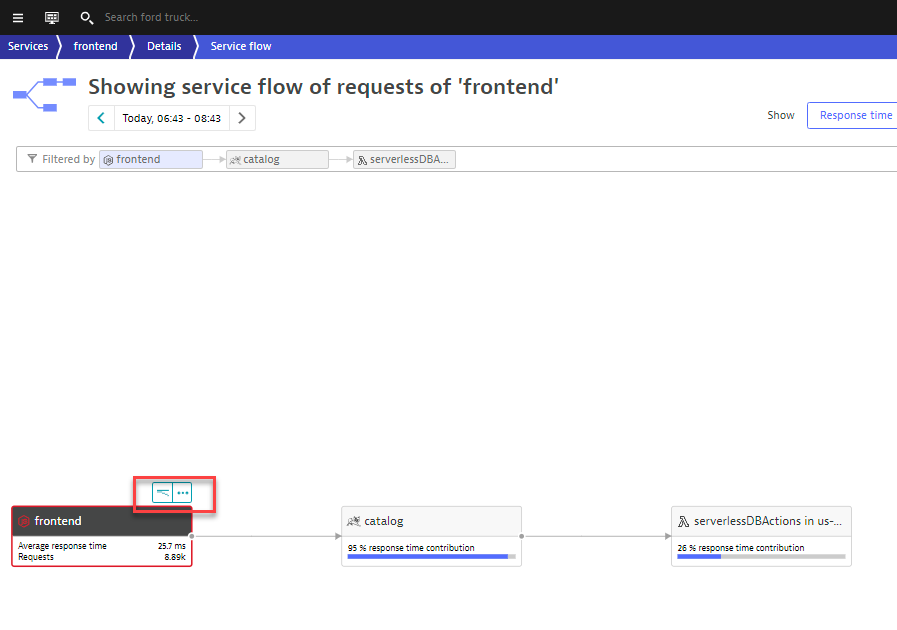 Search ford truck...
Services frontend Details Service flow
Showing service flow of requests of 'frontend'
Today, 06:43 - 08:43
Show Response time
Filtered by frontend catalog serverlessDBA...
frontend
Average response time 25.7 ms
Requests 8.89k
catalog
95 % response time contribution
serverlessDBActions in us-...
26 % response time contribution